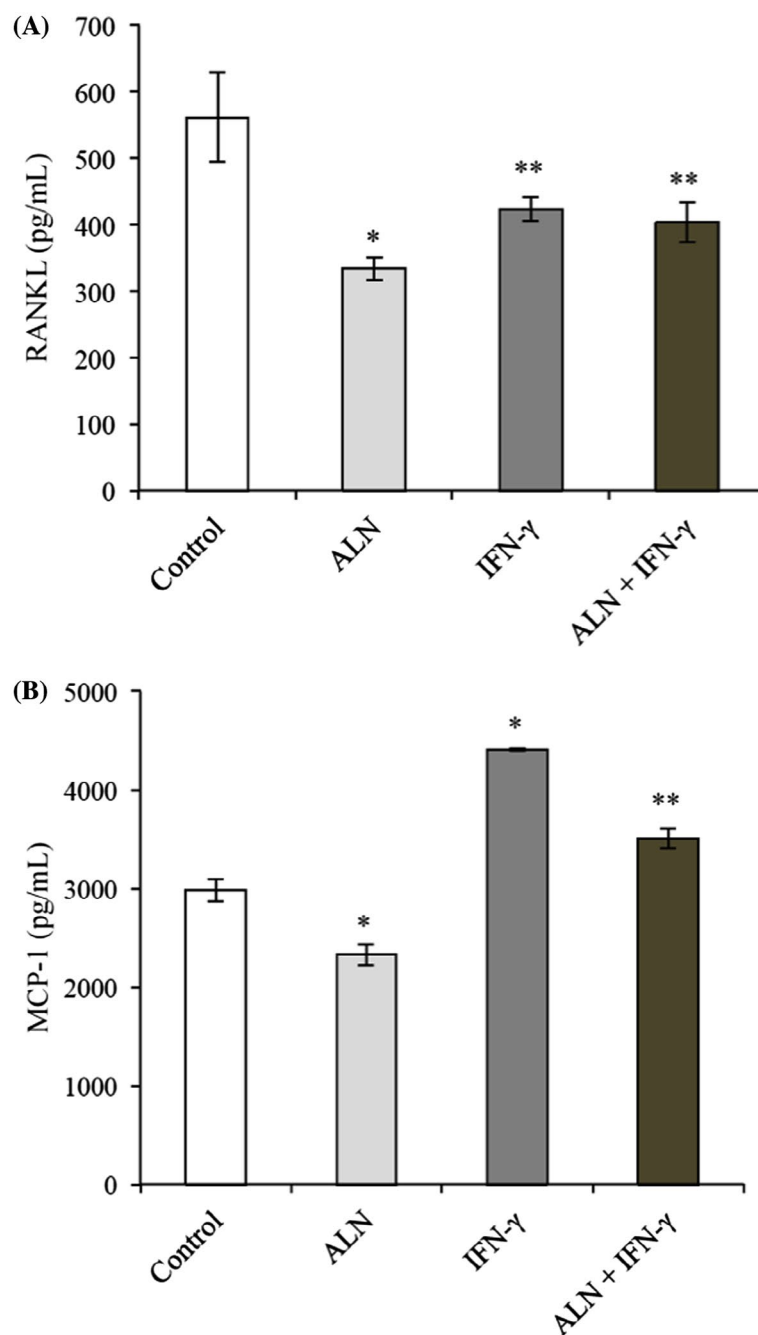 (A)
RANKL (pg/mL)
700
600
500
400
300
200
100
0
*
**
**
Control
ALN
IFN-γ
ALN + IFN-γ
(B)
MCP-1 (pg/mL)
5000
4000
3000
2000
1000
0
*
*
**
Control
ALN
IFN-γ
ALN + IFN-γ